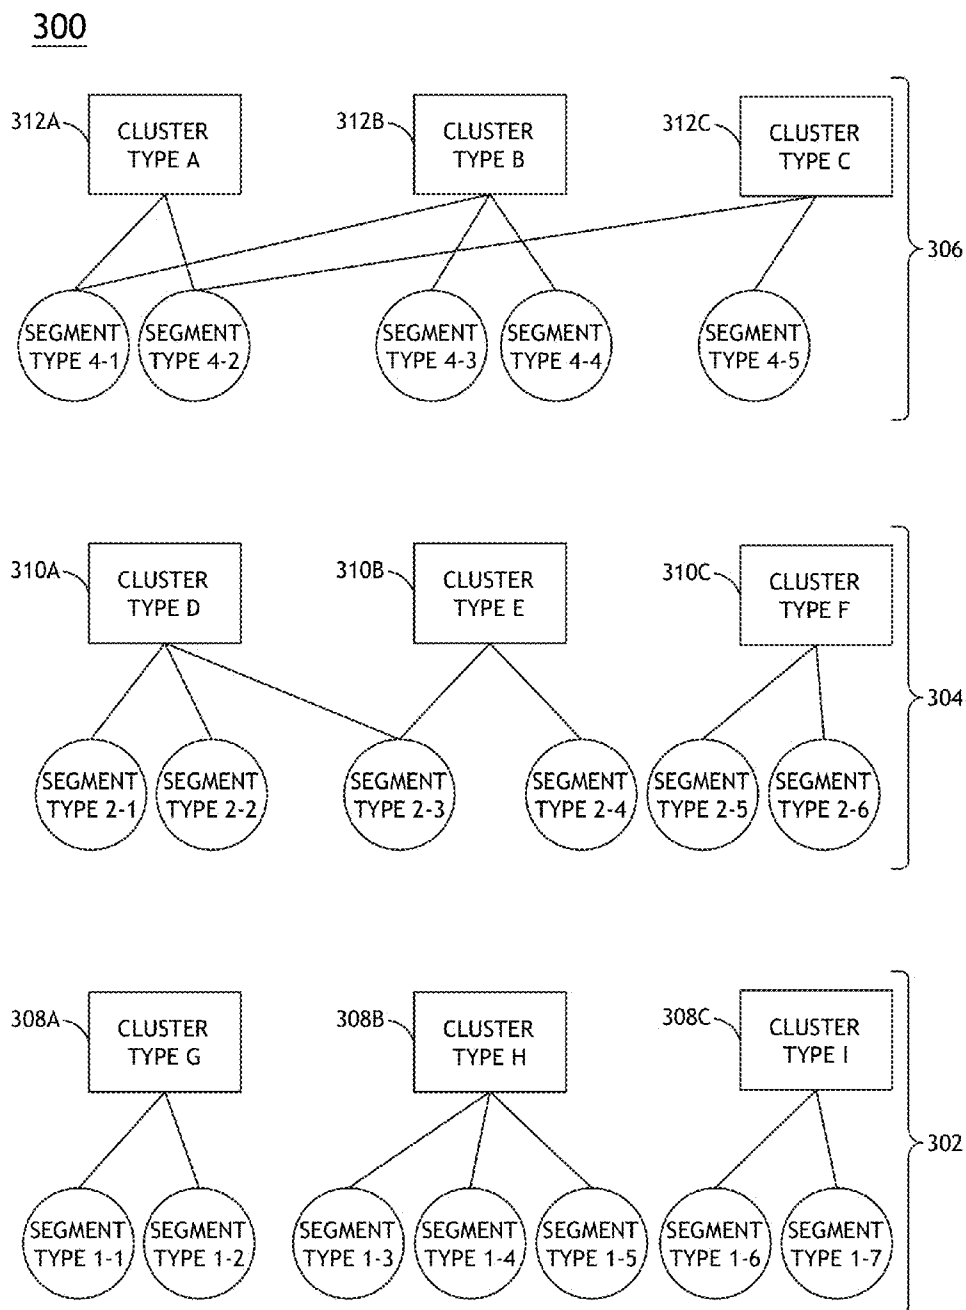 300
312A
CLUSTER
TYPE A
312B
CLUSTER
TYPE B
312C
CLUSTER
TYPE C
306
SEGMENT
TYPE 4-1
SEGMENT
TYPE 4-2
SEGMENT
TYPE 4-3
SEGMENT
TYPE 4-4
SEGMENT
TYPE 4-5
310A
CLUSTER
TYPE D
310B
CLUSTER
TYPE E
310C
CLUSTER
TYPE F
304
SEGMENT
TYPE 2-1
SEGMENT
TYPE 2-2
SEGMENT
TYPE 2-3
SEGMENT
TYPE 2-4
SEGMENT
TYPE 2-5
SEGMENT
TYPE 2-6
308A
CLUSTER
TYPE G
308B
CLUSTER
TYPE H
308C
CLUSTER
TYPE I
302
SEGMENT
TYPE 1-1
SEGMENT
TYPE 1-2
SEGMENT
TYPE 1-3
SEGMENT
TYPE 1-4
SEGMENT
TYPE 1-5
SEGMENT
TYPE 1-6
SEGMENT
TYPE 1-7